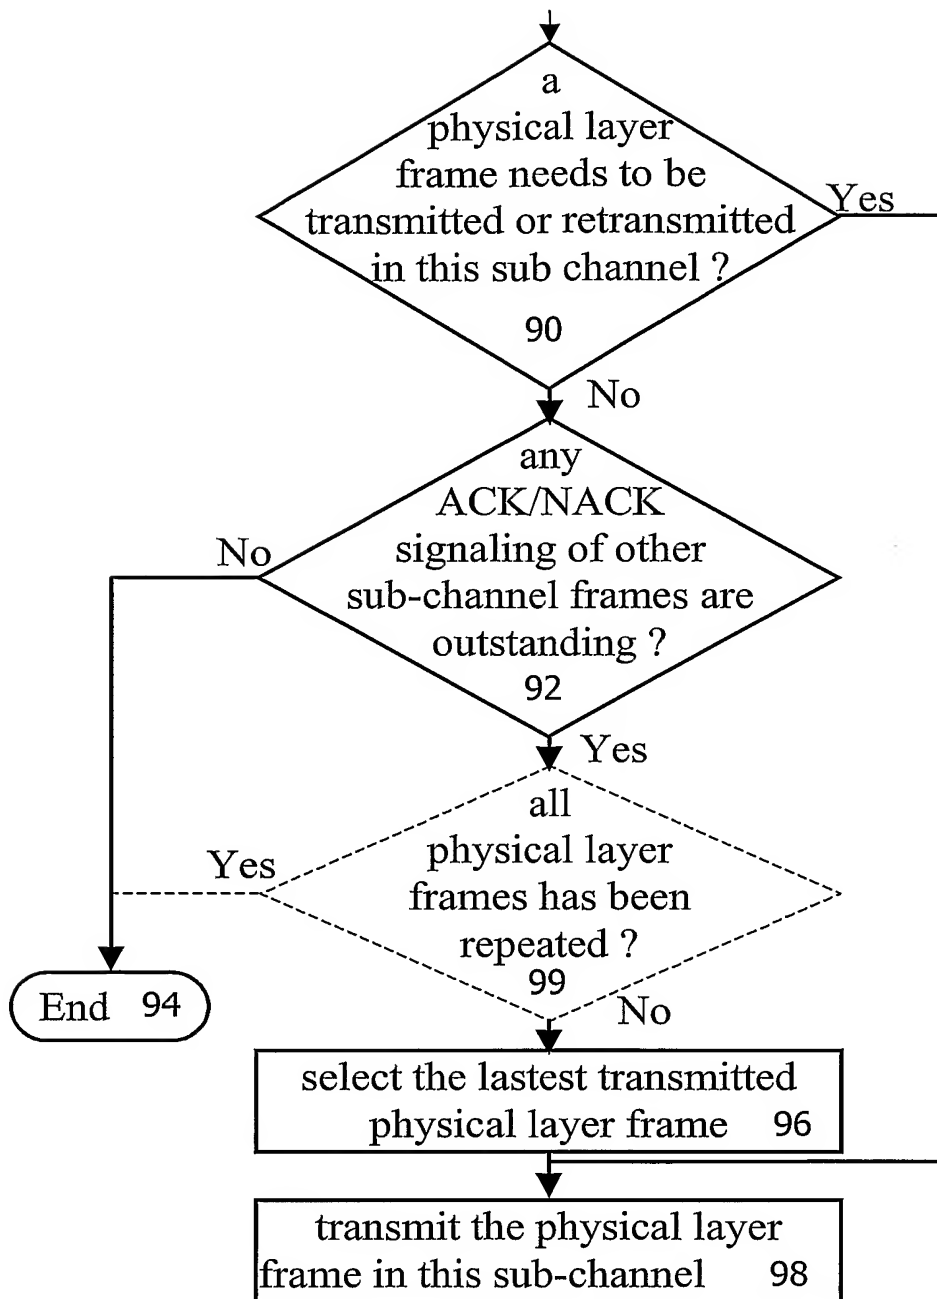 a
physical layer
frame needs to be
transmitted or retransmitted
in this sub channel ?
90
Yes
No
any
ACK/NACK
signaling of other
sub-channel frames are
outstanding ?
92
No
Yes
all
physical layer
frames has been
repeated ?
99
Yes
No
End 94
select the lastest transmitted
physical layer frame 96
transmit the physical layer
frame in this sub-channel 98